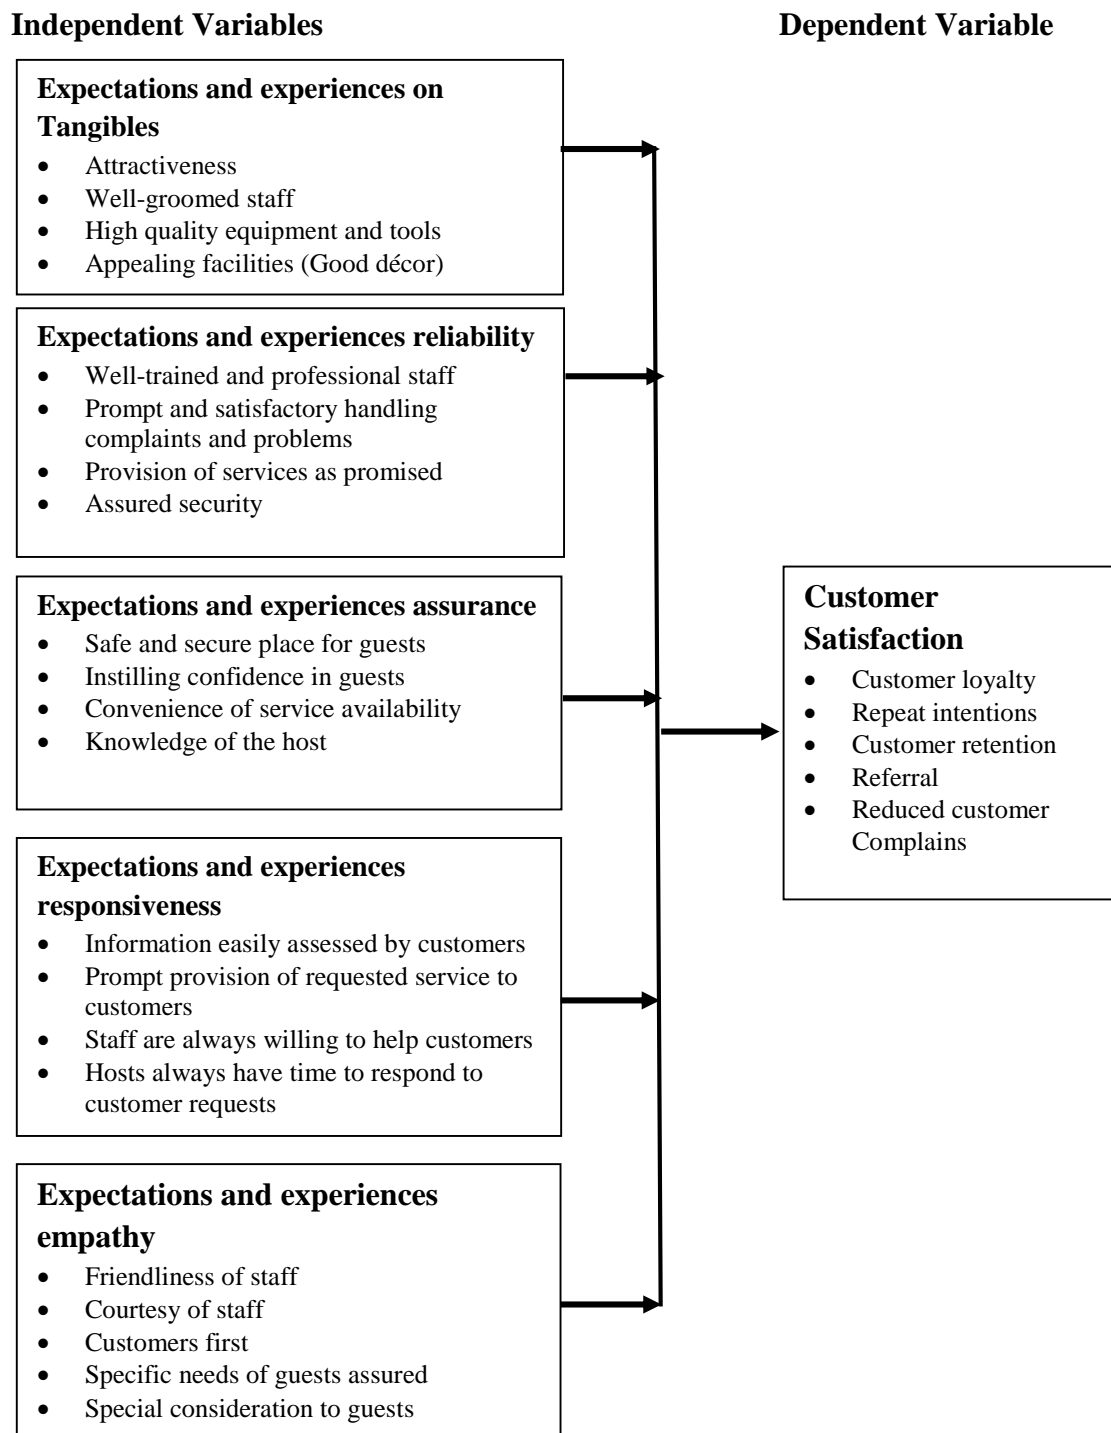 Independent Variables
Dependent Variable
Expectations and experiences on
Tangibles
• Attractiveness
• Well-groomed staff
• High quality equipment and tools
• Appealing facilities (Good décor)
Expectations and experiences reliability
• Well-trained and professional staff
• Prompt and satisfactory handling
complaints and problems
• Provision of services as promised
• Assured security
Expectations and experiences assurance
• Safe and secure place for guests
• Instilling confidence in guests
• Convenience of service availability
• Knowledge of the host
Expectations and experiences
responsiveness
• Information easily assessed by customers
• Prompt provision of requested service to
customers
• Staff are always willing to help customers
• Hosts always have time to respond to
customer requests
Expectations and experiences
empathy
• Friendliness of staff
• Courtesy of staff
• Customers first
• Specific needs of guests assured
• Special consideration to guests
Customer
Satisfaction
• Customer loyalty
• Repeat intentions
• Customer retention
• Referral
• Reduced customer
Complains